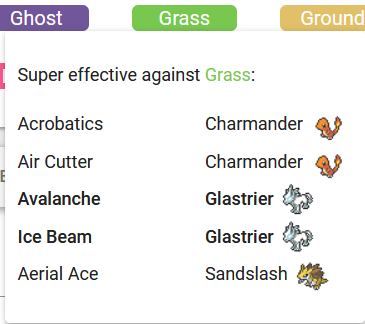 Ghost Grass Ground
Super effective against Grass:
Acrobatics Charmander
Air Cutter Charmander
Avalanche Glastrier
Ice Beam Glastrier
Aerial Ace Sandslash